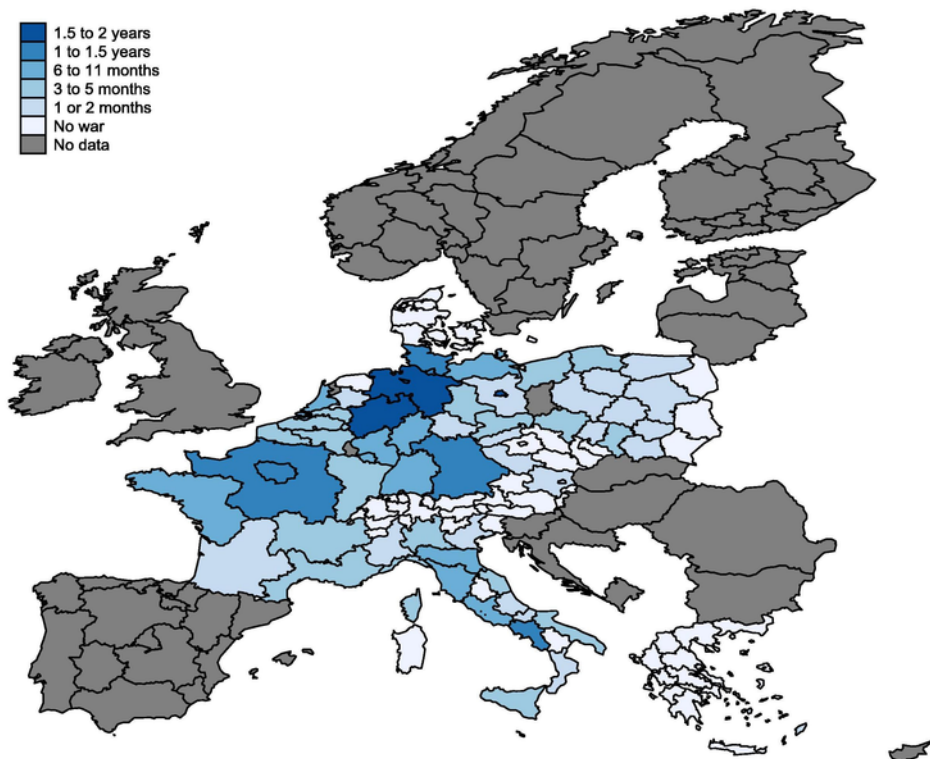 1.5 to 2 years
1 to 1.5 years
6 to 11 months
3 to 5 months
1 or 2 months
No war
No data